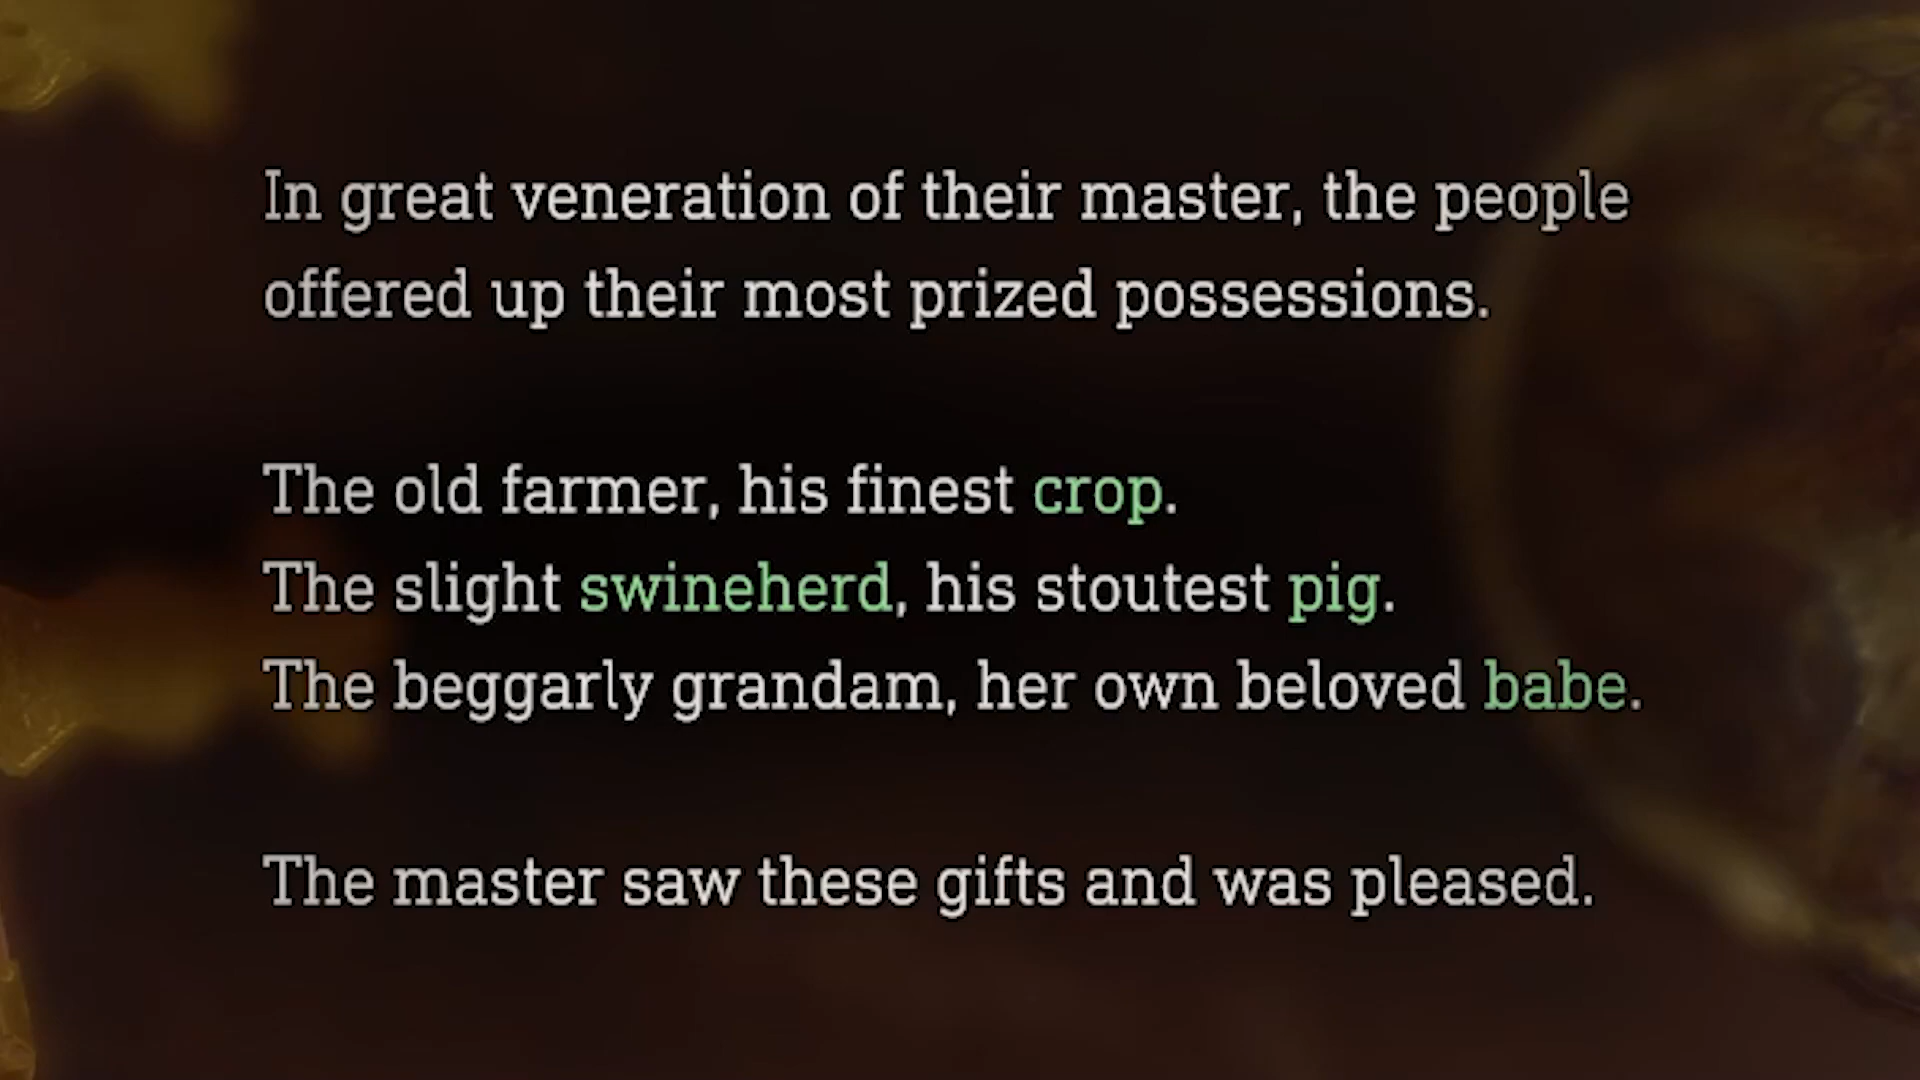 In great veneration of their master, the people
offered up their most prized possessions.
The old farmer, his finest crop.
The slight swineherd, his stoutest pig.
The beggarly grandam, her own beloved babe.
The master saw these gifts and was pleased.